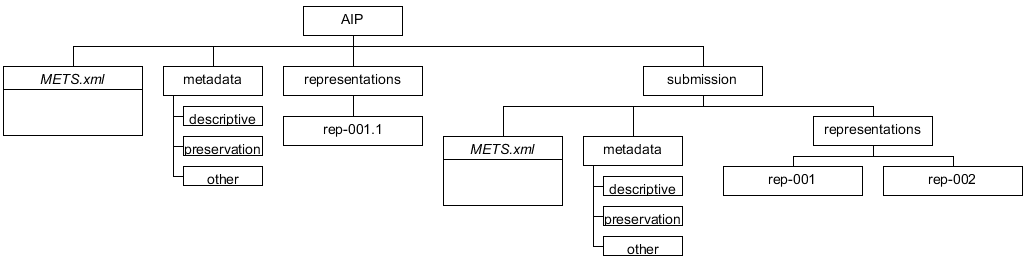 AIP
METS.xml
metadata
representations
submission
descriptive
preservation
other
rep-001.1
METS.xml
metadata
representations
descriptive
preservation
other
rep-001
rep-002